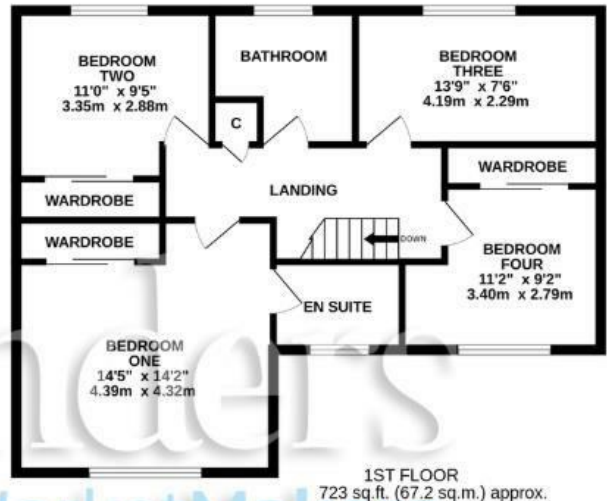 BEDROOM
TWO
11'0" x 9'5"
3.35m x 2.88m
BATHROOM
BEDROOM
THREE
13'9" x 7'6"
4.19m x 2.29m
C
WARDROBE
LANDING
WARDROBE
WARDROBE
DOWN
BEDROOM
FOUR
11'2" x 9'2"
3.40m x 2.79m
EN SUITE
BEDROOM
ONE
14'5" x 14'2"
4.39m x 4.32m
nders
1ST FLOOR
723 sq.ft. (67.2 sq.m.) approx.